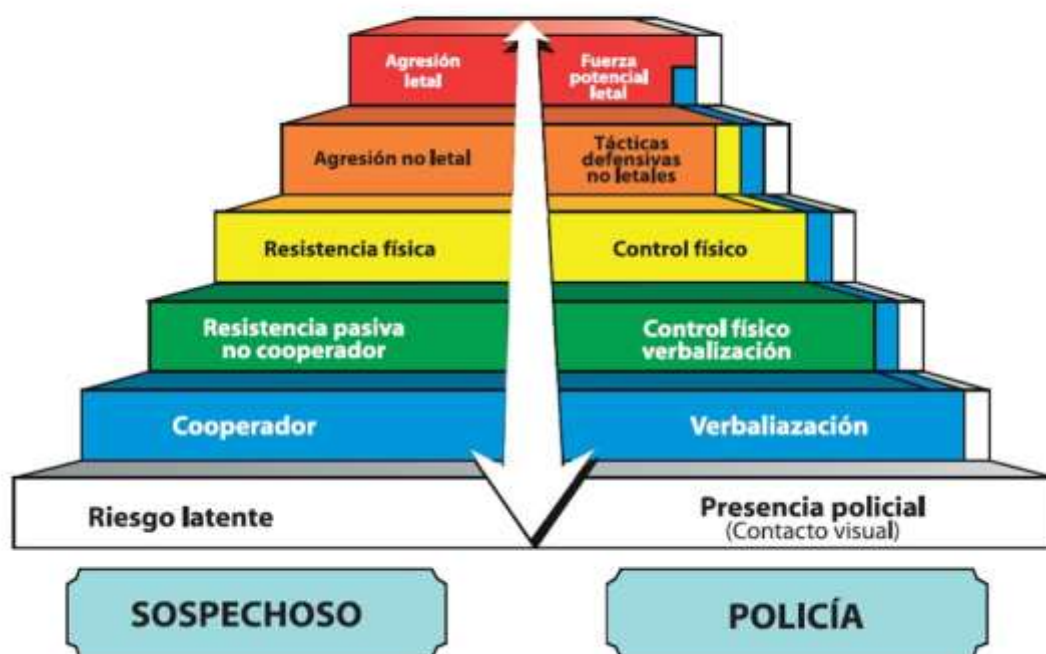 Agresión
letal
Fuerza
potencial
letal
Agresión no letal
Tácticas
defensivas
no letales
Resistencia física
Control físico
Resistencia pasiva
no cooperador
Control físico
verbalización
Cooperador
Verbaliazación
Riesgo latente
Presencia policial
(Contacto visual)
SOSPECHOSO
POLICÍA